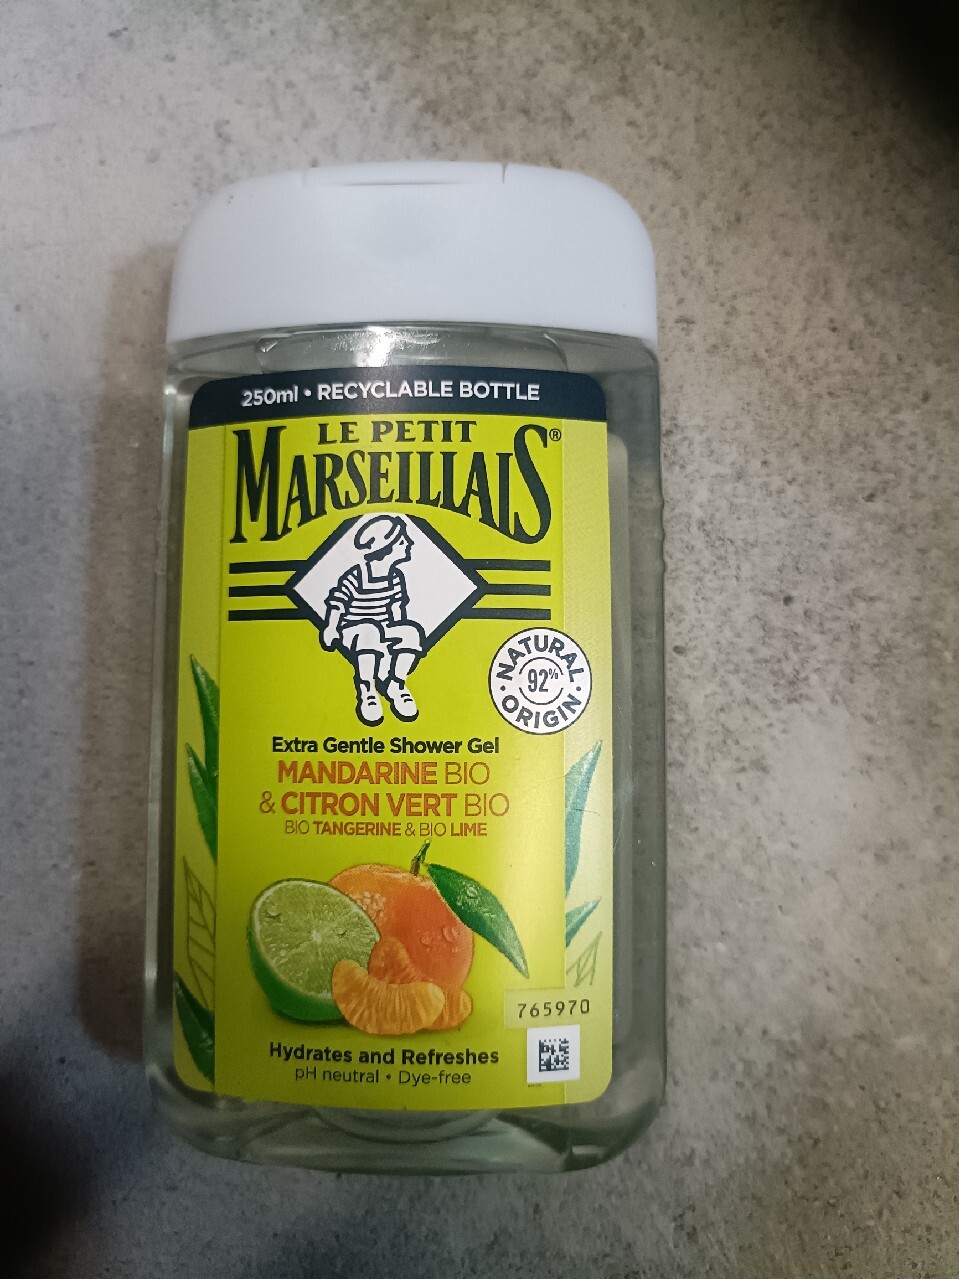 250ml • RECYCLABLE BOTTLE
LE PETIT
MARSEILLAIS®
NATURAL
92%
ORIGIN
Extra Gentle Shower Gel
MANDARINE BIO
& CITRON VERT BIO
BIO TANGERINE & BIO LIME
765970
Hydrates and Refreshes
pH neutral • Dye-free